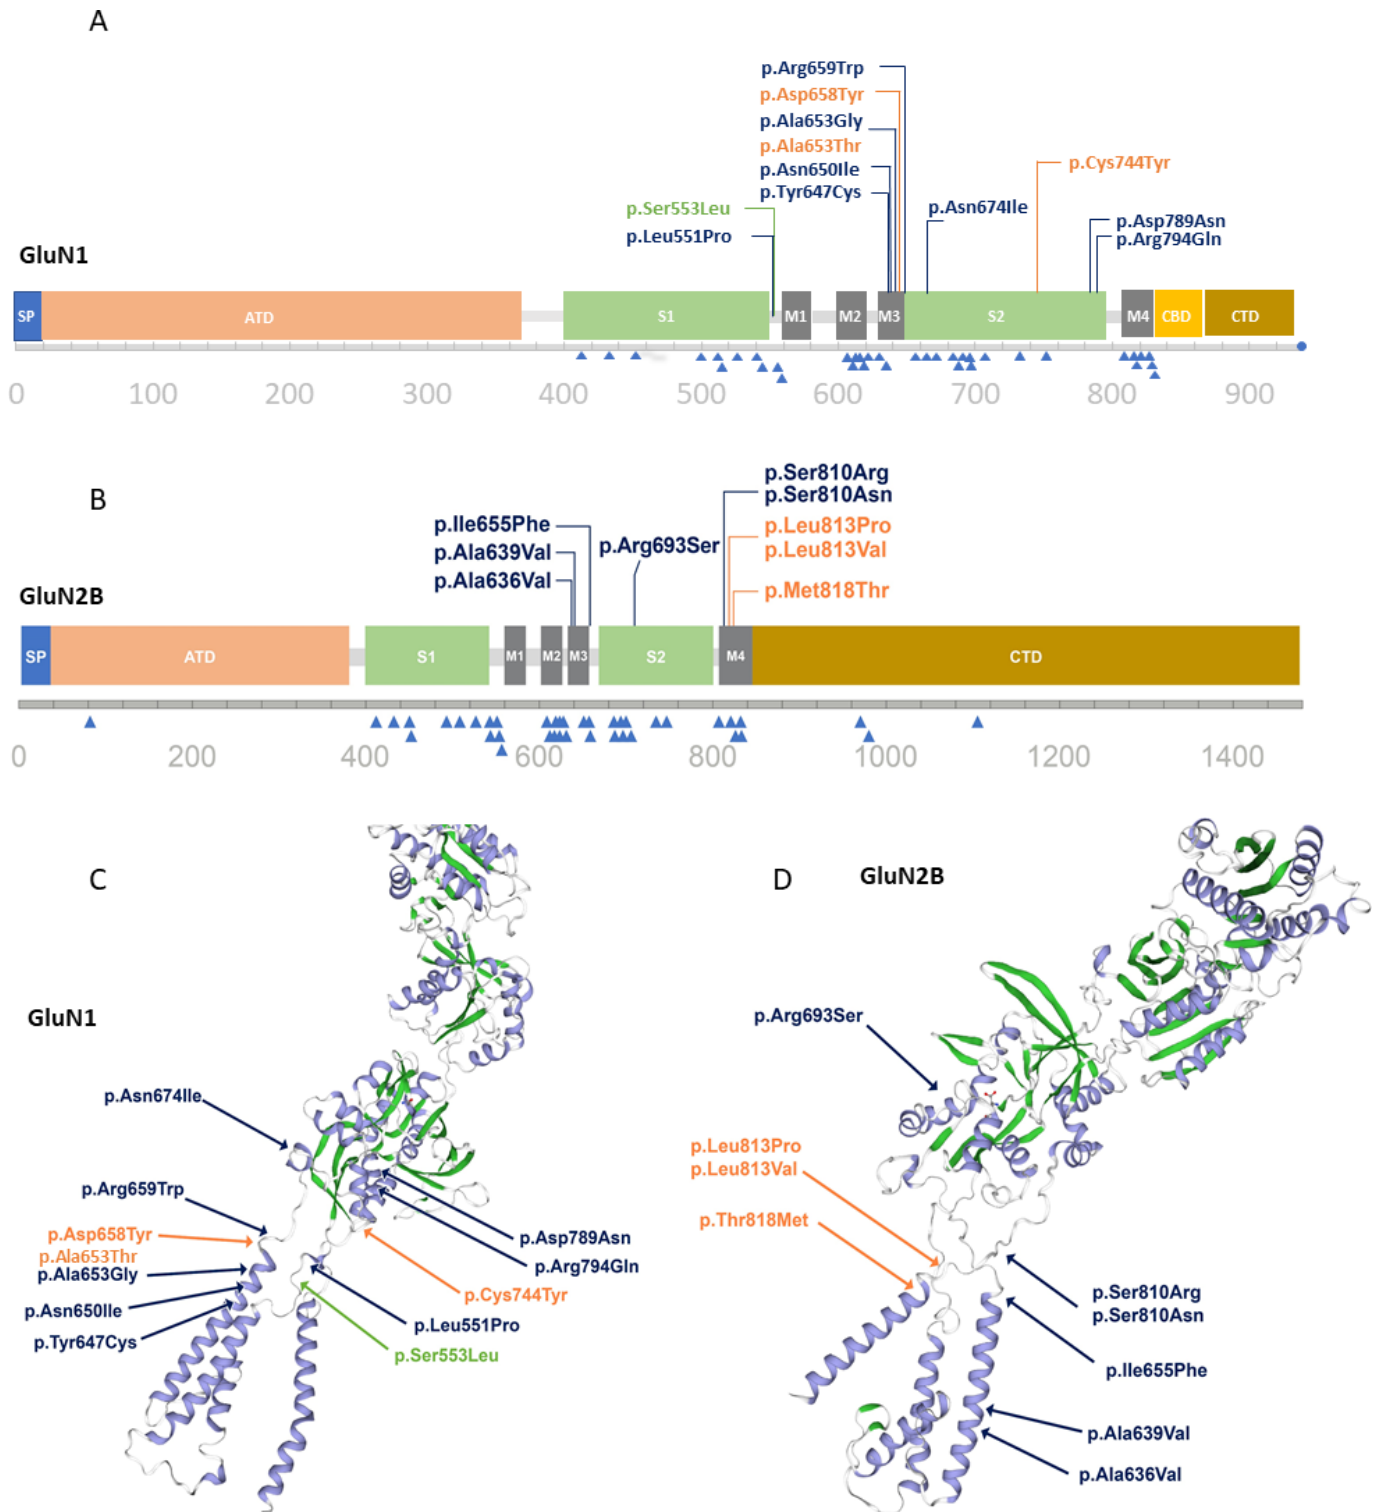 A
p.Arg659Trp
p.Asp658Tyr
p.Ala653Gly
p.Ala653Thr
p.Cys744Tyr
p.Asn650Ile
p.Tyr647Cys
p.Ser553Leu
p.Asn674Ile
p.Asp789Asn
p.Leu551Pro
p.Arg794Gln
GluN1
SP ATD S1 M1 M2 M3 S2 M4 CBD CTD
0 100 200 300 400 500 600 700 800 900
B
p.Ser810Arg
p.Ser810Asn
p.Ile655Phe
p.Leu813Pro
p.Ala639Val
p.Arg693Ser
p.Leu813Val
p.Ala636Val
p.Met818Thr
GluN2B
SP ATD S1 M1 M2 M3 S2 M4 CTD
0 200 400 600 800 1000 1200 1400
C
GluN1
p.Asn674Ile
p.Arg659Trp
p.Asp658Tyr
p.Ala653Thr
p.Ala653Gly
p.Asn650Ile
p.Tyr647Cys
p.Asp789Asn
p.Arg794Gln
p.Cys744Tyr
p.Leu551Pro
p.Ser553Leu
D
GluN2B
p.Arg693Ser
p.Leu813Pro
p.Leu813Val
p.Thr818Met
p.Ser810Arg
p.Ser810Asn
p.Ile655Phe
p.Ala639Val
p.Ala636Val